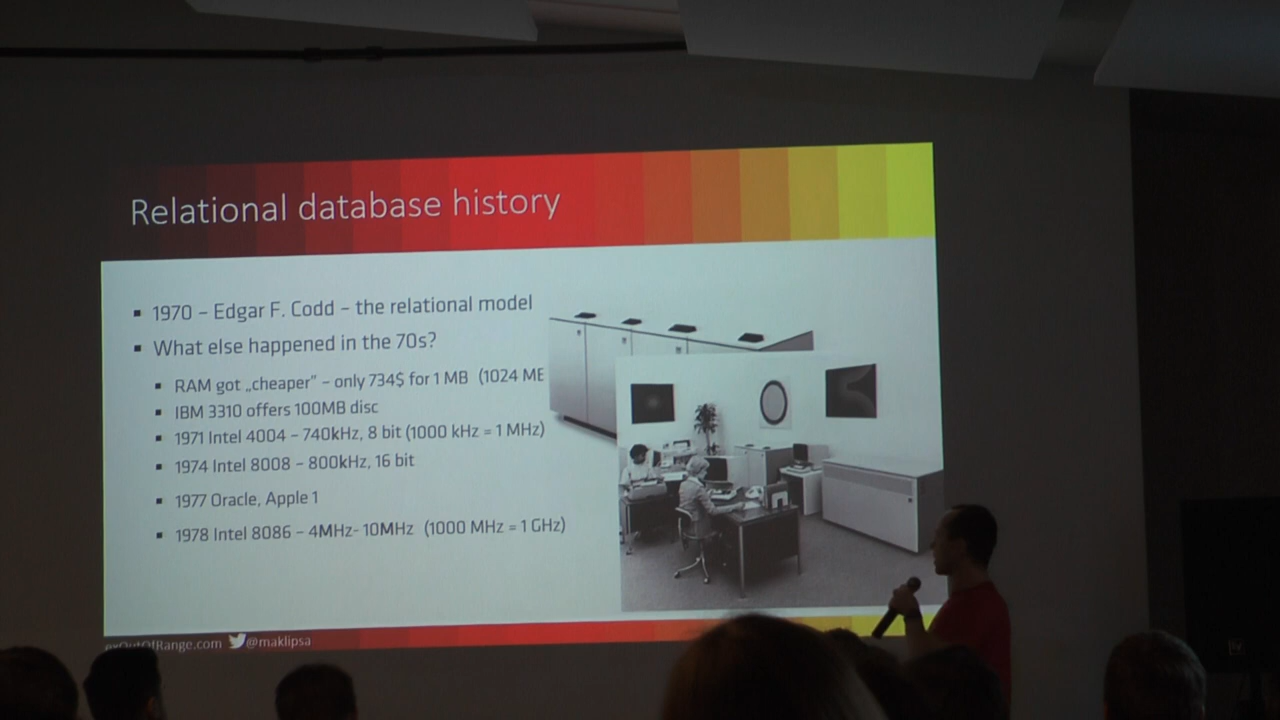 Relational database history
1970 – Edgar F. Codd – the relational model
What else happened in the 70s?
RAM got „cheaper” – only 734$ for 1 MB (1024 ME
IBM 3310 offers 100MB disc
1971 Intel 4004 – 740kHz, 8 bit (1000 kHz = 1 MHz)
1974 Intel 8008 – 800kHz, 16 bit
1977 Oracle, Apple 1
1978 Intel 8086 – 4MHz- 10MHz (1000 MHz = 1 GHz)
exOutOfRange.com @maklipsa